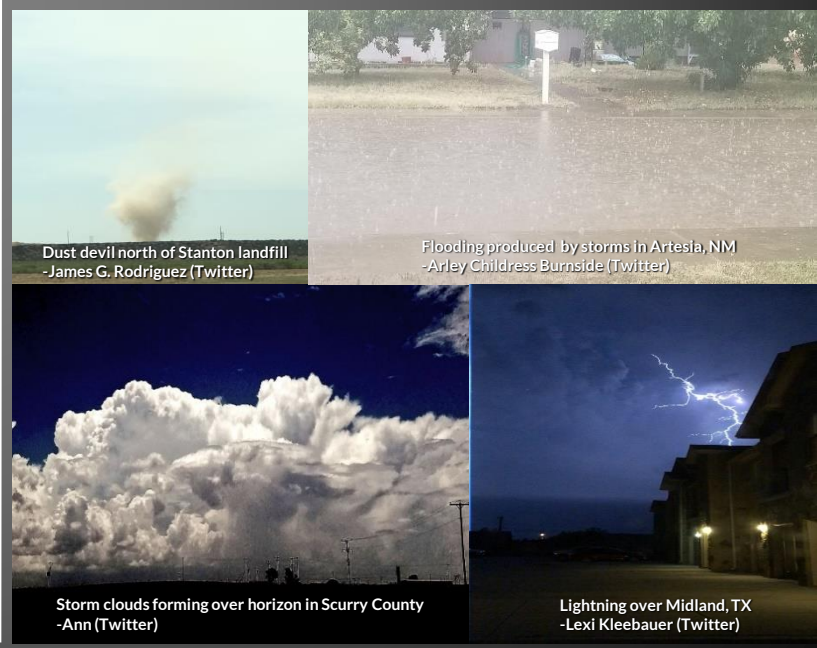 Dust devil north of Stanton landfill
-James G. Rodriguez (Twitter)
Flooding produced by storms in Artesia, NM
-Arley Childress Burnside (Twitter)
Storm clouds forming over horizon in Scurry County
-Ann (Twitter)
Lightning over Midland, TX
-Lexi Kleebauer (Twitter)